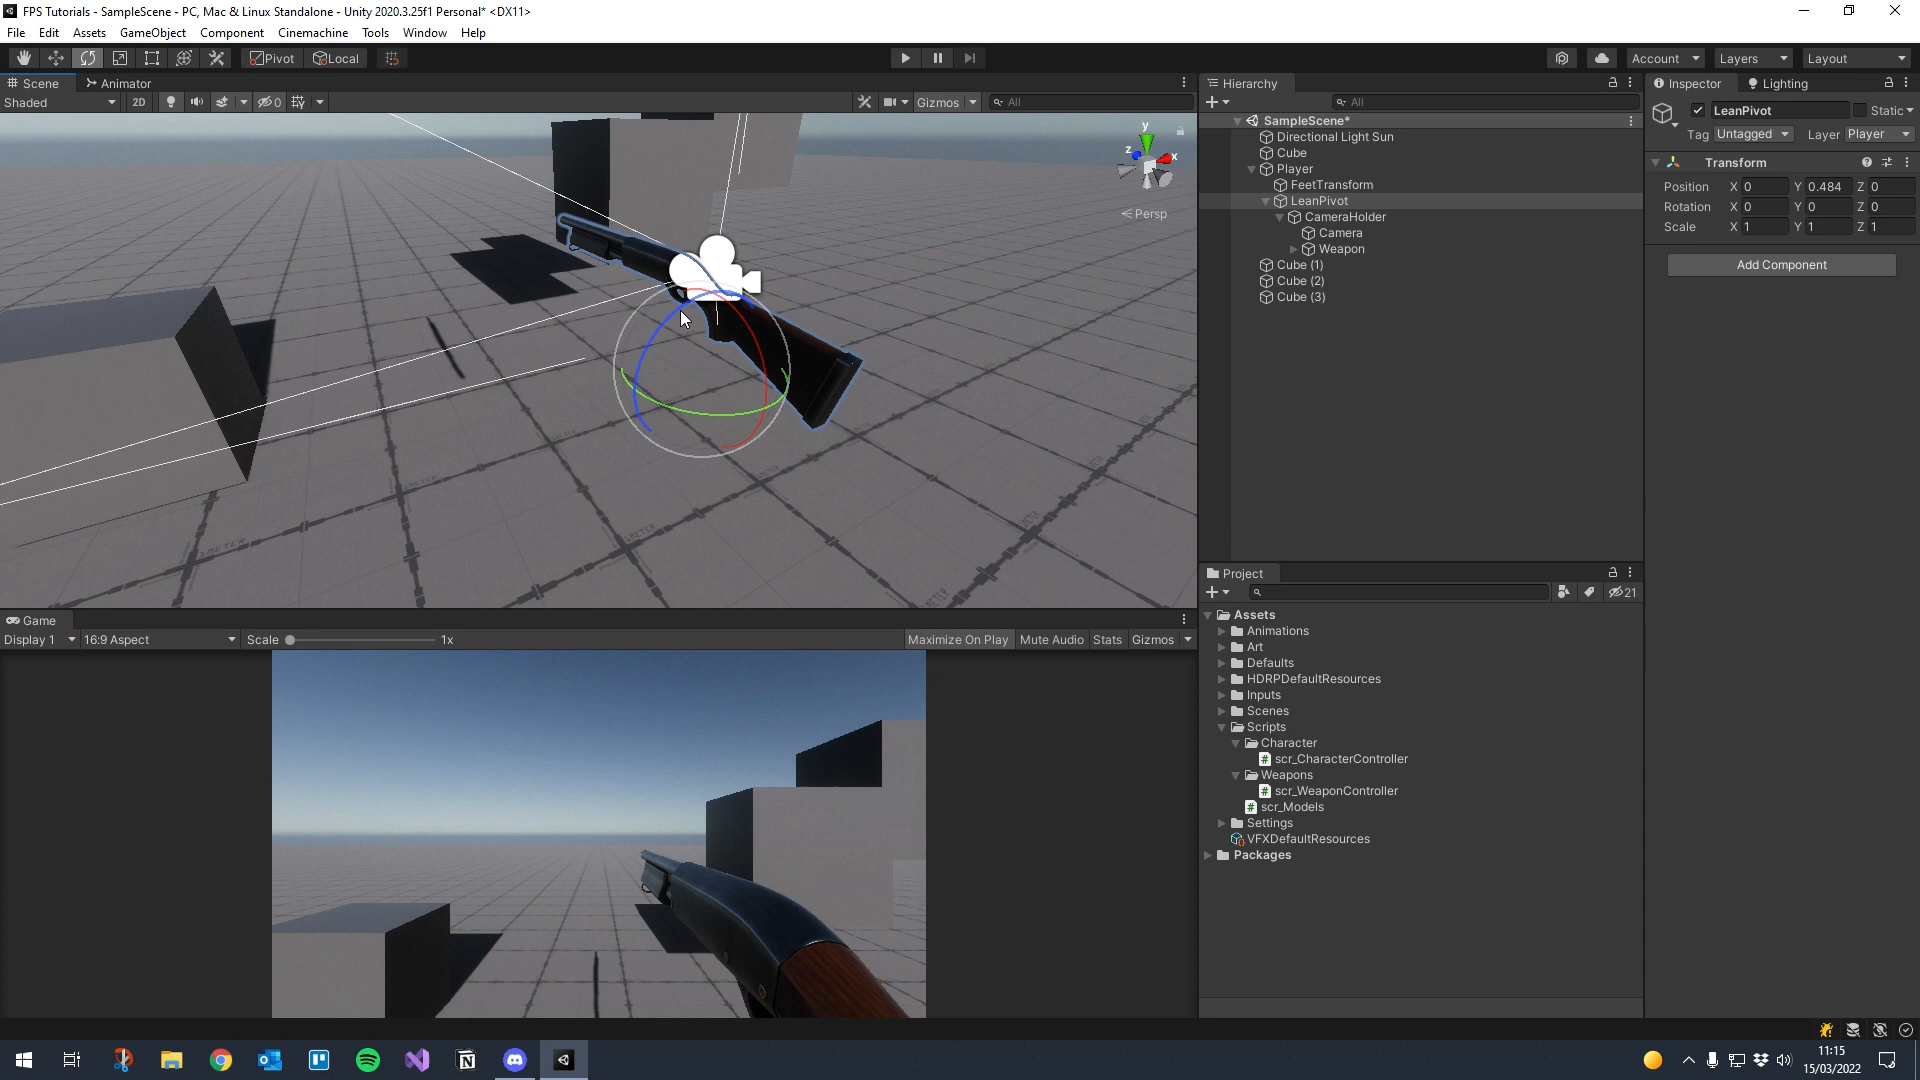 FPS Tutorials - SampleScene - PC, Mac & Linux Standalone - Unity 2020.3.25f1 Personal* <DX11>
File Edit Assets GameObject Component Cinemachine Tools Window Help
Pivot Local Account Layers Layout
Scene Animator
Shaded 2D 0 Gizmos All
y
z x
Persp
1METER
1METER
Game
Display 1 16:9 Aspect Scale 1x Maximize On Play Mute Audio Stats Gizmos
Hierarchy
All
SampleScene*
Directional Light Sun
Cube
Player
FeetTransform
LeanPivot
CameraHolder
Camera
Weapon
Cube (1)
Cube (2)
Cube (3)
Project
21
Assets
Animations
Art
Defaults
HDRPDefaultResources
Inputs
Scenes
Scripts
Character
scr_CharacterController
Weapons
scr_WeaponController
scr_Models
Settings
VFXDefaultResources
Packages
Inspector Lighting
LeanPivot Static
Tag Untagged Layer Player
Transform
Position X 0 Y 0.484 Z 0
Rotation X 0 Y 0 Z 0
Scale X 1 Y 1 Z 1
Add Component
11:15
15/03/2022